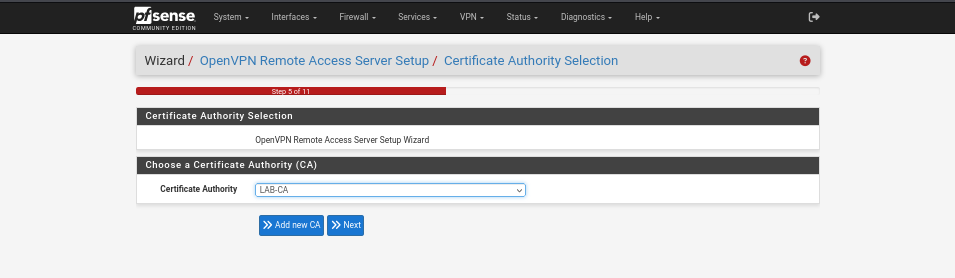 pfsense
COMMUNITY EDITION
System Interfaces Firewall Services VPN Status Diagnostics Help
Wizard / OpenVPN Remote Access Server Setup / Certificate Authority Selection
Step 5 of 11
Certificate Authority Selection
OpenVPN Remote Access Server Setup Wizard
Choose a Certificate Authority (CA)
Certificate Authority LAB-CA
Add new CA Next